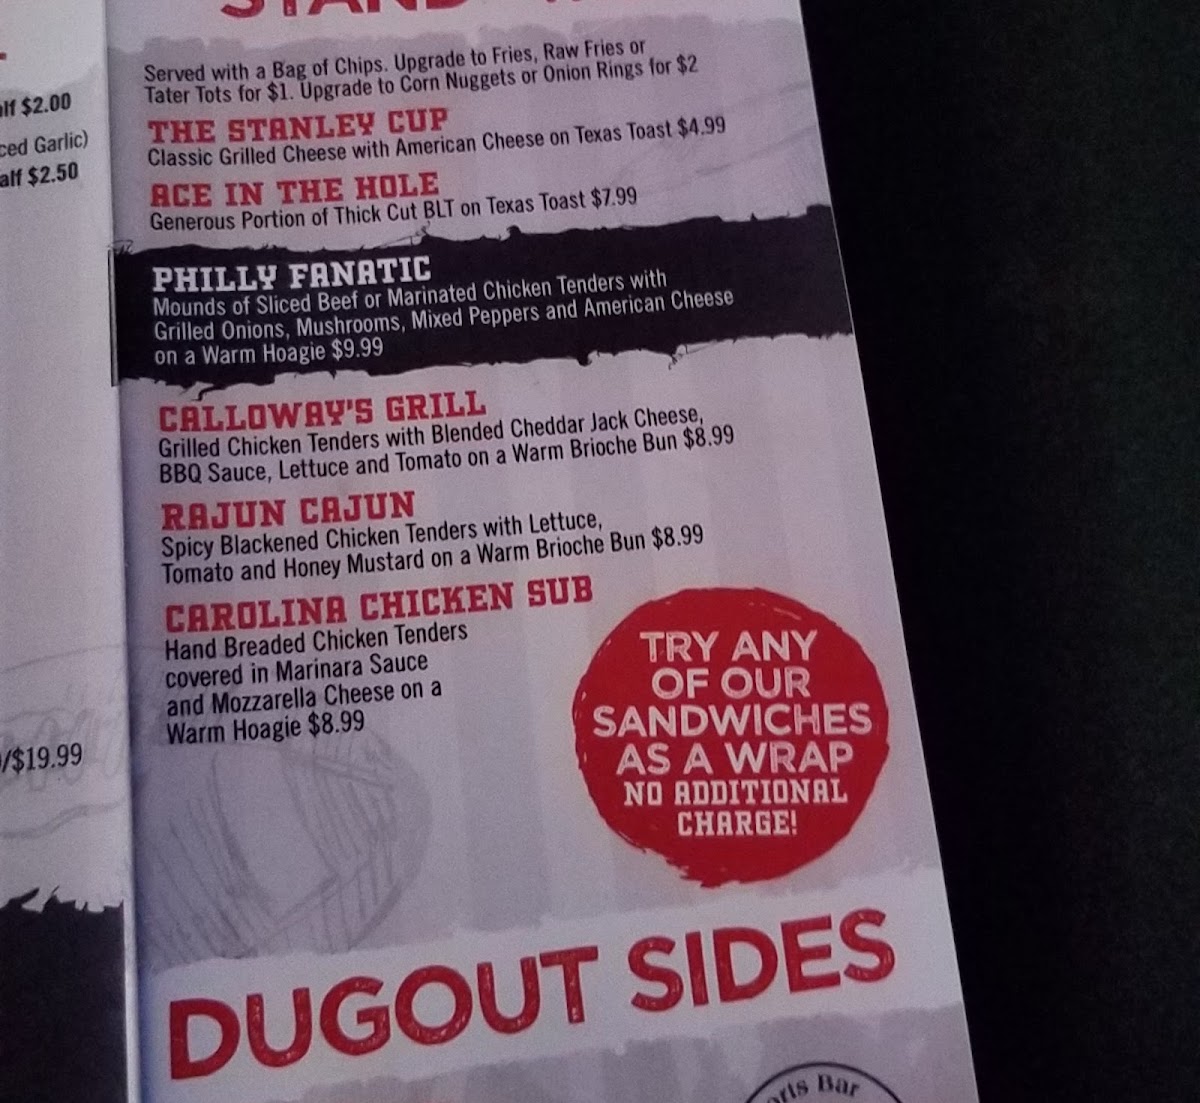 alf $2.00
ced Garlic)
alf $2.50
/$19.99
Served with a Bag of Chips. Upgrade to Fries, Raw Fries or
Tater Tots for $1. Upgrade to Corn Nuggets or Onion Rings for $2
THE STANLEY CUP
Classic Grilled Cheese with American Cheese on Texas Toast $4.99
ACE IN THE HOLE
Generous Portion of Thick Cut BLT on Texas Toast $7.99
PHILLY FANATIC
Mounds of Sliced Beef or Marinated Chicken Tenders with
Grilled Onions, Mushrooms, Mixed Peppers and American Cheese
on a Warm Hoagie $9.99
CALLOWAY'S GRILL
Grilled Chicken Tenders with Blended Cheddar Jack Cheese,
BBQ Sauce, Lettuce and Tomato on a Warm Brioche Bun $8.99
RAJUN CAJUN
Spicy Blackened Chicken Tenders with Lettuce,
Tomato and Honey Mustard on a Warm Brioche Bun $8.99
CAROLINA CHICKEN SUB
Hand Breaded Chicken Tenders
covered in Marinara Sauce
and Mozzarella Cheese on a
Warm Hoagie $8.99
TRY ANY
OF OUR
SANDWICHES
AS A WRAP
NO ADDITIONAL
CHARGE!
DUGOUT SIDES
orts Bar